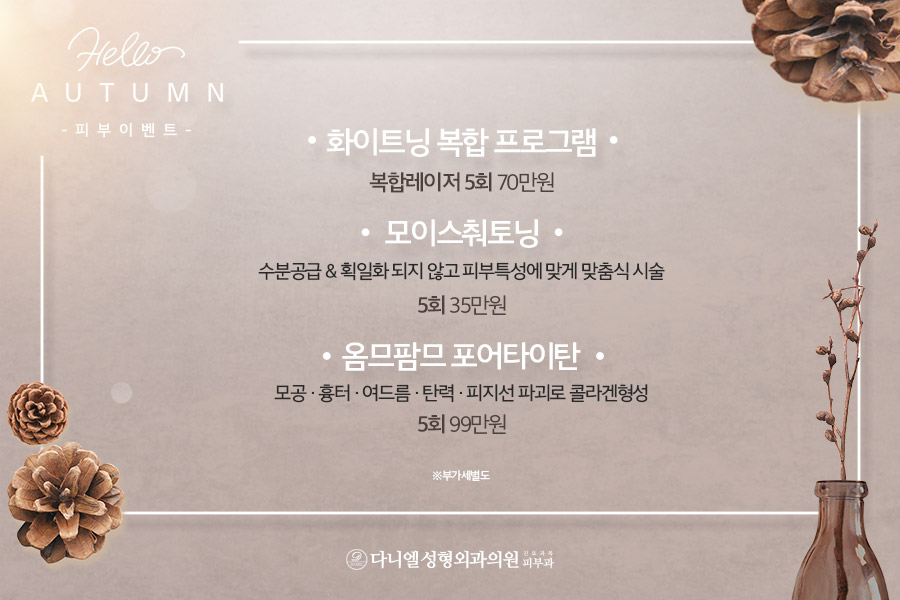 Hello
AUTUMN
- 피부이벤트 -
• 화이트닝 복합 프로그램 •
복합레이저 5회 70만원
• 모이스춰토닝 •
수분공급 & 획일화 되지 않고 피부특성에 맞게 맞춤식 시술
5회 35만원
• 옴므팜므 포어타이탄 •
모공 · 흉터 · 여드름 · 탄력 · 피지선 파괴로 콜라겐형성
5회 99만원
※부가세별도
다니엘성형외과의원 진료과목 피부과